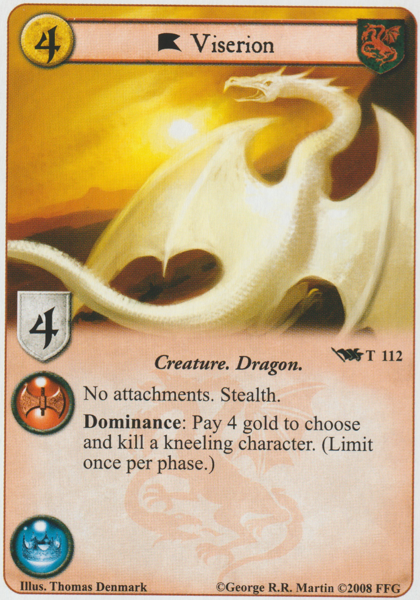 4
Viserion
4
T 112
Creature. Dragon.
No attachments. Stealth.
Dominance: Pay 4 gold to choose
and kill a kneeling character. (Limit
once per phase.)
Illus. Thomas Denmark
©George R.R. Martin ©2008 FFG